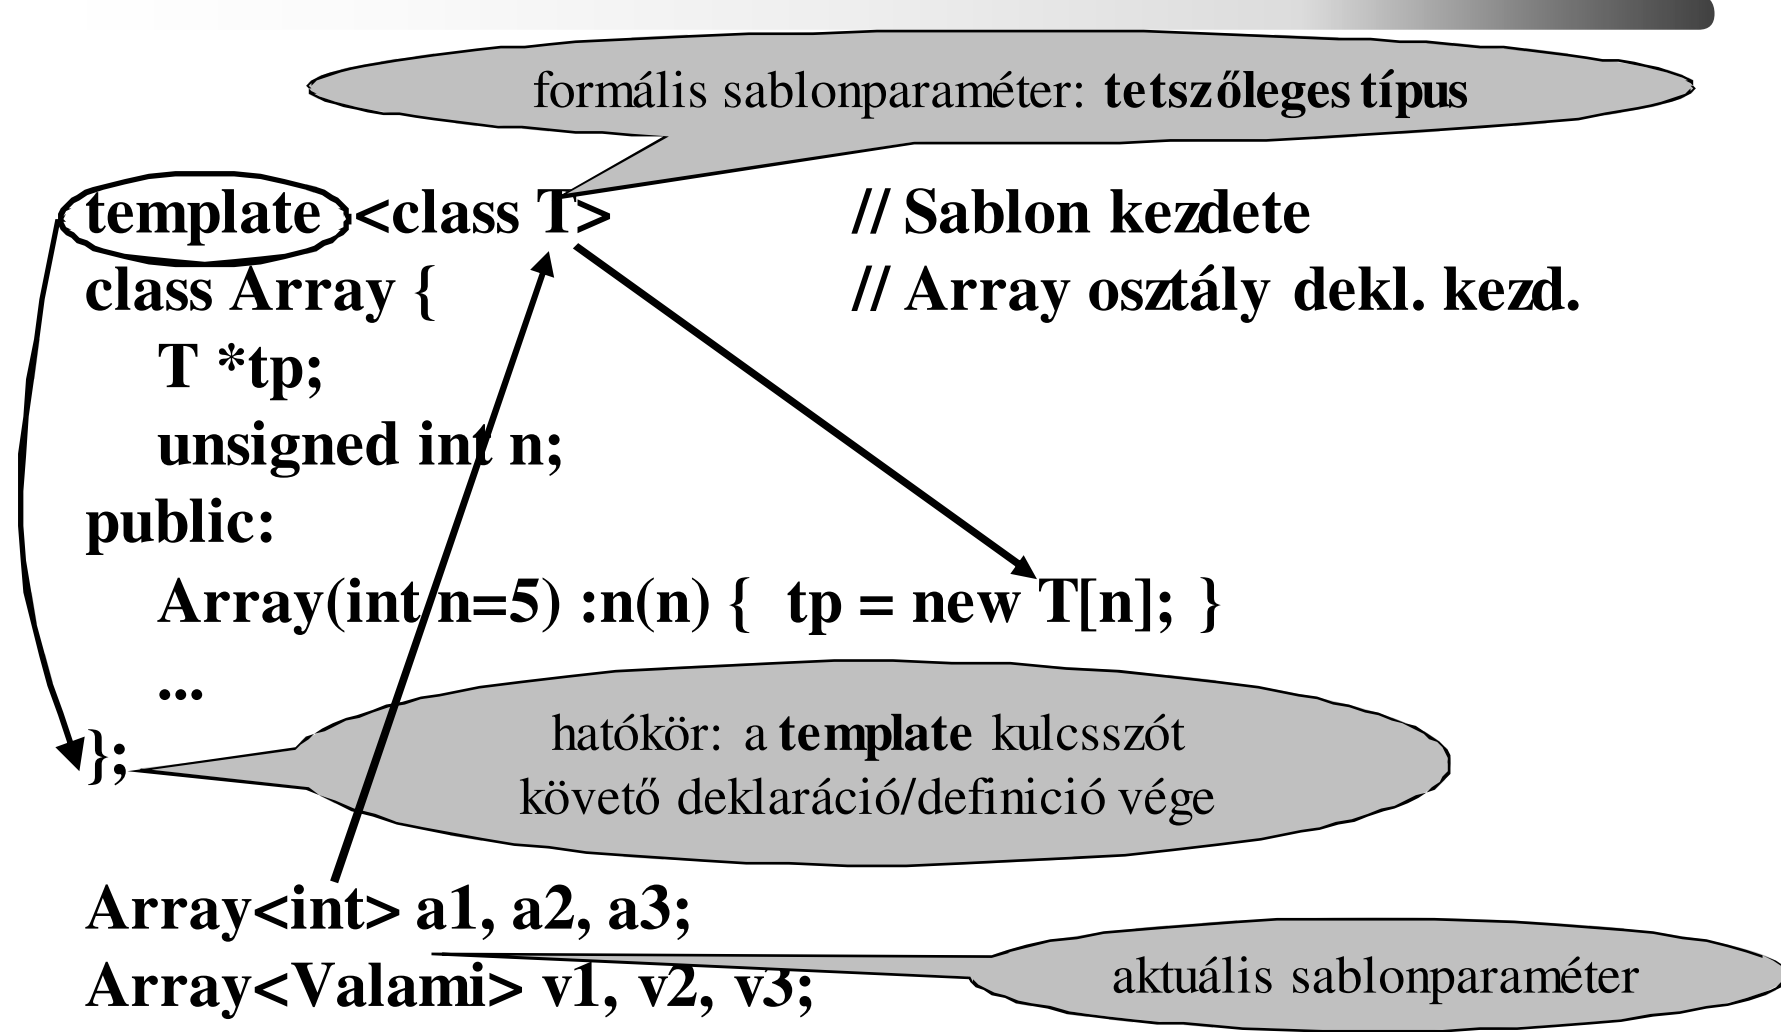 formális sablonparaméter: tetszőleges típus
template <class T> // Sablon kezdete
class Array { // Array osztály dekl. kezd.
T *tp;
unsigned int n;
public:
Array(int n=5) :n(n) { tp = new T[n]; }
...
hatókör: a template kulcsszót
};
követő deklaráció/definició vége
Array<int> a1, a2, a3;
Array<Valami> v1, v2, v3;
aktuális sablonparaméter